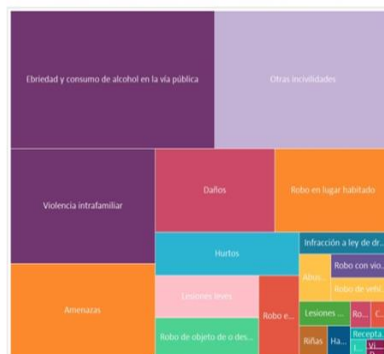 Ebriedad y consumo de alcohol en la vía pública
Otras incivilidades
Violencia intrafamiliar
Daños
Robo en lugar habitado
Hurtos
Infracción a ley de dr...
Abus...
Robo con vio...
Robo de vehí...
Amenazas
Lesiones leves
Robo e...
Lesiones ...
Ro...
C...
Robo de objeto de o des...
Riñas
Ha...
Recepta...
I...
Vi...